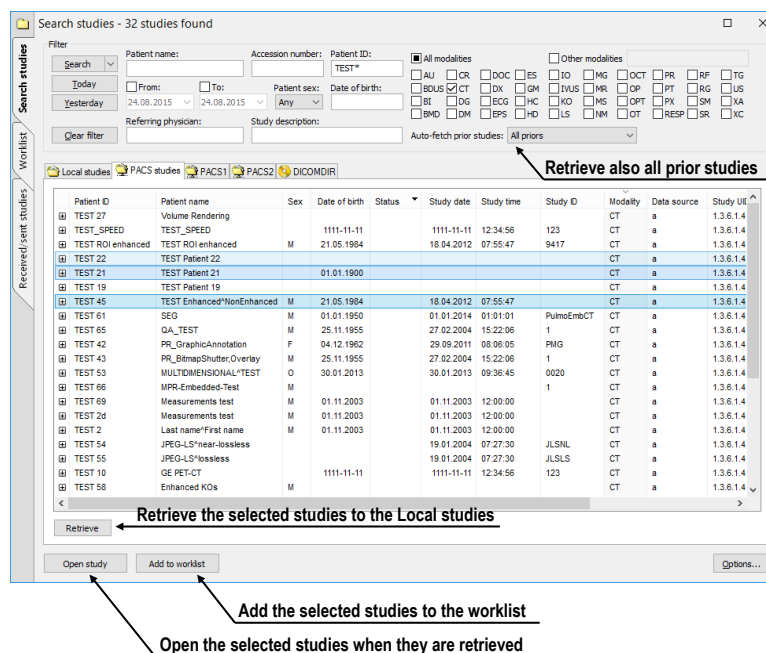 Search studies - 32 studies found
Search studies
Worklist
Received/sent studies
Filter
Search
Today
Yesterday
Clear filter
Patient name: Accession number: Patient ID:
TEST*
From: To: Patient sex: Date of birth:
24.08.2015 24.08.2015 Any
Referring physician: Study description:
All modalities Other modalities
AU CR DOC ES IO MG OCT PR RF TG
BDUS CT DX GM IVUS MR OP PT RG US
BI DG ECG HC KO MS OPT PX SM XA
BMD DM EPS HD LS NM OT RESP SR XC
Auto-fetch prior studies: All priors
Retrieve also all prior studies
Local studies PACS studies PACS1 PACS2 DICOMDIR
Patient ID Patient name Sex Date of birth Status Study date Study time Study ID Modality Data source Study UID
TEST 27 Volume Rendering CT a 1.3.6.1.4
TEST_SPEED TEST_SPEED 1111-11-11 1111-11-11 12:34:56 123 CT a 1.3.6.1.4
TEST ROI enhanced TEST ROI enhanced M 21.05.1984 18.04.2012 07:55:47 9417 CT a 1.3.6.1.4
TEST 22 TEST Patient 22 CT a 1.3.6.1.4
TEST 21 TEST Patient 21 01.01.1900 CT a 1.3.6.1.4
TEST 19 TEST Patient 19 CT a 1.3.6.1.4
TEST 45 TEST Enhanced^NonEnhanced M 21.05.1984 18.04.2012 07:55:47 CT a 1.3.6.1.4
TEST 61 SEG M 01.01.1950 01.01.2014 01:01:01 PulmoEmbCT CT a 1.3.6.1.4
TEST 65 QA_TEST M 25.11.1955 27.02.2004 15:22:06 1 CT a 1.3.6.1.4
TEST 42 PR_GraphicAnnotation F 04.12.1962 29.09.2011 08:06:05 PMG CT a 1.3.6.1.4
TEST 43 PR_BitmapShutter,Overlay M 25.11.1955 27.02.2004 15:22:06 1 CT a 1.3.6.1.4
TEST 53 MULTIDIMENSIONAL^TEST O 30.01.2013 30.01.2013 09:36:45 0020 CT a 1.3.6.1.4
TEST 66 MPR-Embedded-Test M 1 CT a 1.3.6.1.4
TEST 69 Measurements test M 01.11.2003 01.11.2003 12:00:00 CT a 1.3.6.1.4
TEST 2d Measurements test M 01.11.2003 01.11.2003 12:00:00 CT a 1.3.6.1.4
TEST 2 Last name^First name M 01.11.2003 01.11.2003 12:00:00 CT a 1.3.6.1.4
TEST 54 JPEG-LS^near-lossless 19.01.2004 07:27:30 JLSNL CT a 1.3.6.1.4
TEST 55 JPEG-LS^lossless 19.01.2004 07:27:30 JLSLS CT a 1.3.6.1.4
TEST 10 GE PET-CT 1111-11-11 1111-11-11 12:34:56 123 CT a 1.3.6.1.4
TEST 58 Enhanced KOs M CT a 1.3.6.1.4
Retrieve
Retrieve the selected studies to the Local studies
Open study Add to worklist Options...
Add the selected studies to the worklist
Open the selected studies when they are retrieved